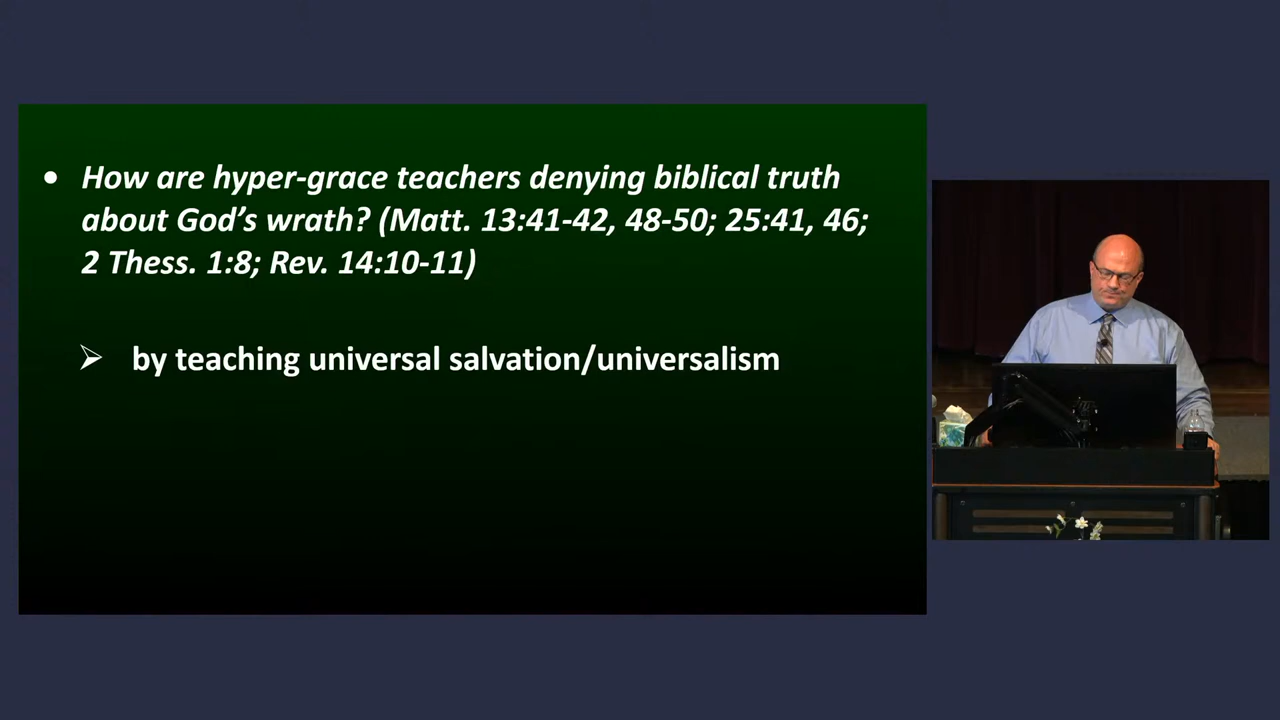 • How are hyper-grace teachers denying biblical truth
about God’s wrath? (Matt. 13:41-42, 48-50; 25:41, 46;
2 Thess. 1:8; Rev. 14:10-11)
➢ by teaching universal salvation/universalism